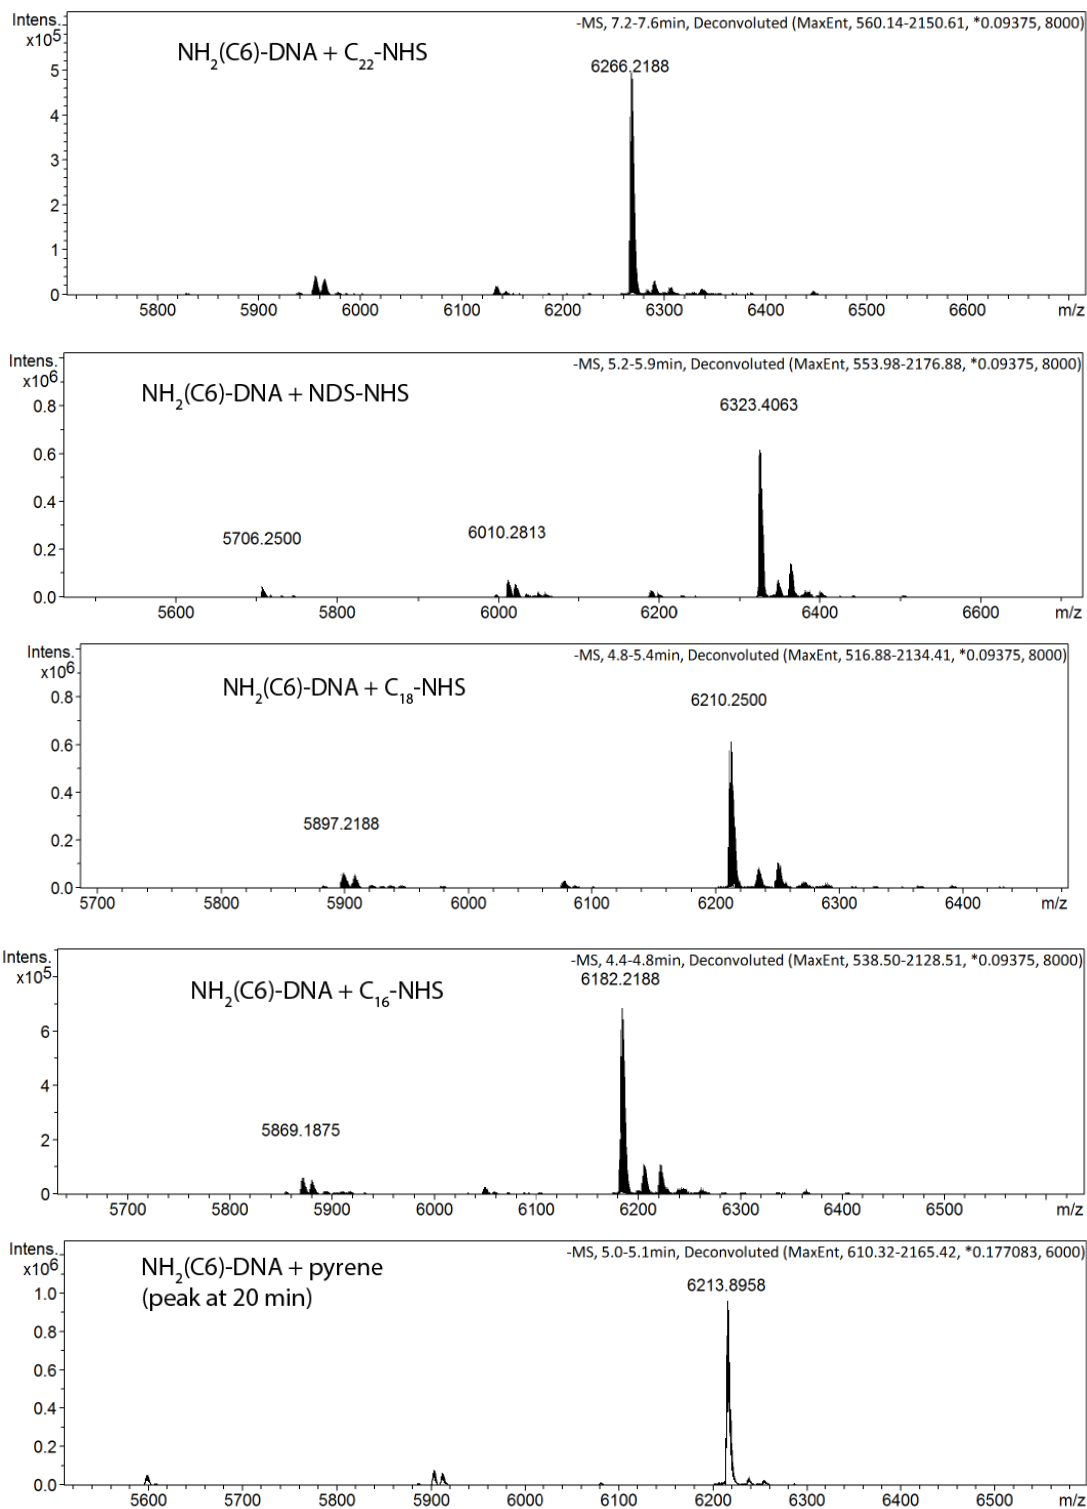 Intens.
x10⁵
-MS, 7.2-7.6min, Deconvoluted (MaxEnt, 560.14-2150.61, *0.09375, 8000)
NH₂(C6)-DNA + C₂₂-NHS
6266.2188
5
4
3
2
1
0
5800 5900 6000 6100 6200 6300 6400 6500 6600 m/z
Intens.
x10⁶
-MS, 5.2-5.9min, Deconvoluted (MaxEnt, 553.98-2176.88, *0.09375, 8000)
NH₂(C6)-DNA + NDS-NHS
6323.4063
0.8
0.6
0.4
5706.2500 6010.2813
0.2
0.0
5600 5800 6000 6200 6400 6600 m/z
Intens.
x10⁶
-MS, 4.8-5.4min, Deconvoluted (MaxEnt, 516.88-2134.41, *0.09375, 8000)
NH₂(C6)-DNA + C₁₈-NHS
6210.2500
0.8
0.6
0.4
5897.2188
0.2
0.0
5700 5800 5900 6000 6100 6200 6300 6400 m/z
Intens.
x10⁵
-MS, 4.4-4.8min, Deconvoluted (MaxEnt, 538.50-2128.51, *0.09375, 8000)
6182.2188
NH₂(C6)-DNA + C₁₆-NHS
6
4
5869.1875
2
0
5700 5800 5900 6000 6100 6200 6300 6400 6500 m/z
Intens.
x10⁶
-MS, 5.0-5.1min, Deconvoluted (MaxEnt, 610.32-2165.42, *0.177083, 6000)
NH₂(C6)-DNA + pyrene
(peak at 20 min)
6213.8958
1.0
0.8
0.6
0.4
0.2
0.0
5600 5700 5800 5900 6000 6100 6200 6300 6400 6500 m/z